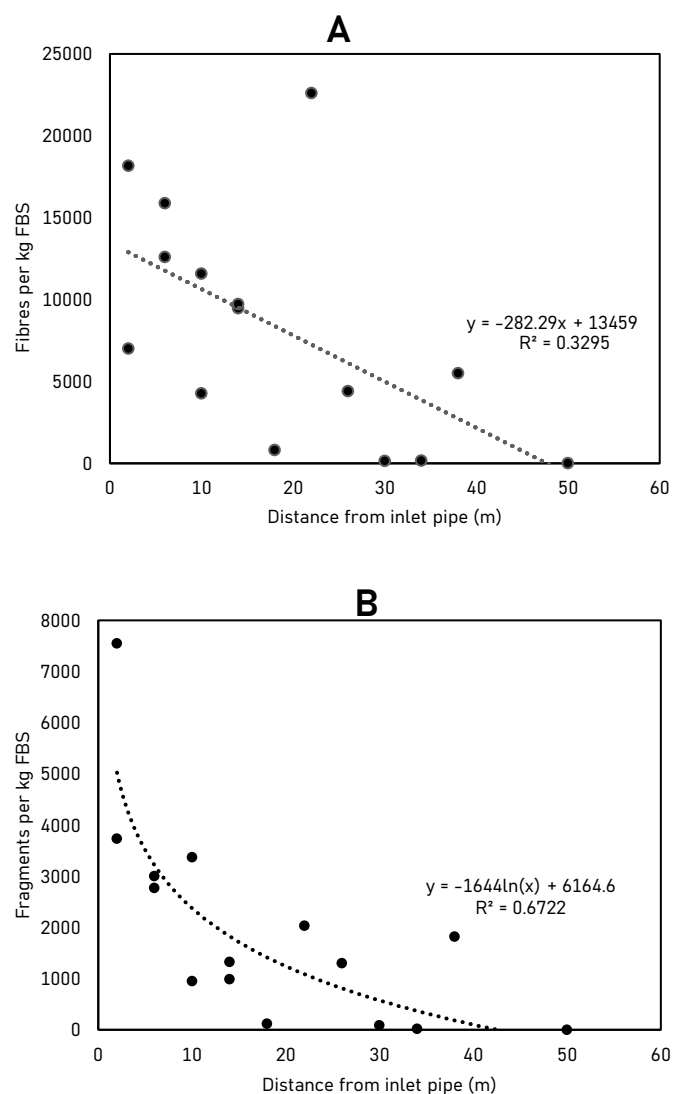 A
25000
20000
15000
10000
5000
0
Fibres per kg FBS
y = -282.29x + 13459
R² = 0.3295
0 10 20 30 40 50 60
Distance from inlet pipe (m)
B
8000
7000
6000
5000
4000
3000
2000
1000
0
Fragments per kg FBS
y = -1644ln(x) + 6164.6
R² = 0.6722
0 10 20 30 40 50 60
Distance from inlet pipe (m)